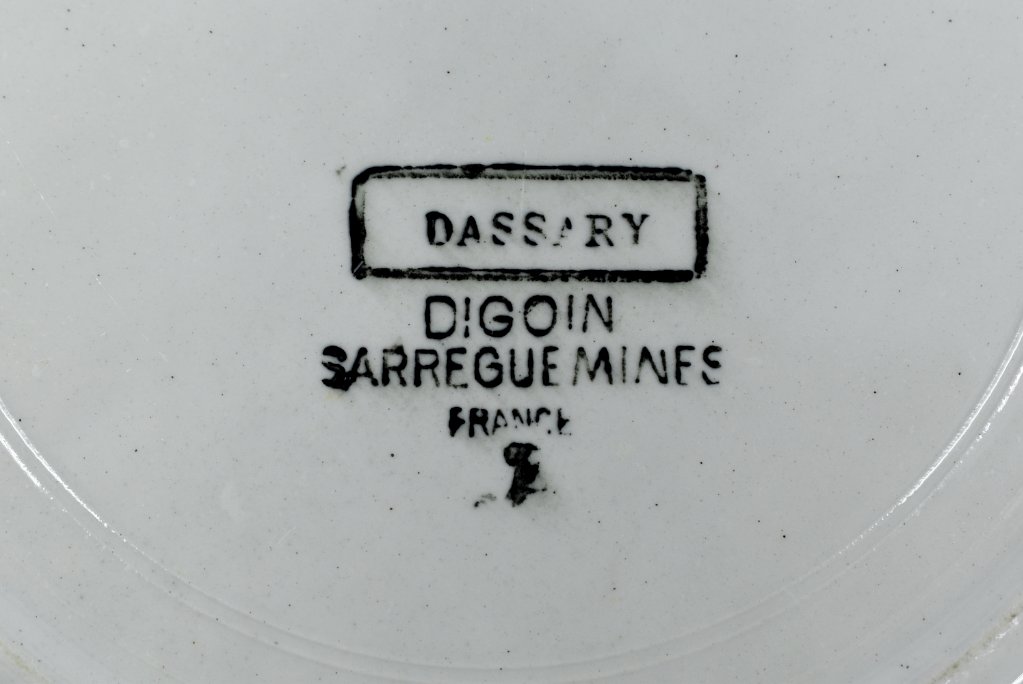 DASSARY
DIGOIN
SARREGUEMINES
FRANCE